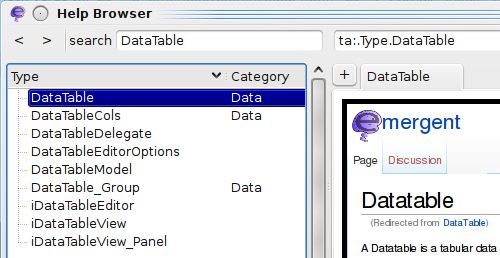 Help Browser
< > search DataTable ta:.Type.DataTable
Type Category
DataTable Data
DataTableCols Data
DataTableDelegate
DataTableEditorOptions
DataTableModel
DataTable_Group Data
iDataTableEditor
iDataTableView
iDataTableView_Panel
+ DataTable
emergent
Page Discussion
Datatable
(Redirected from DataTable)
A Datatable is a tabular data